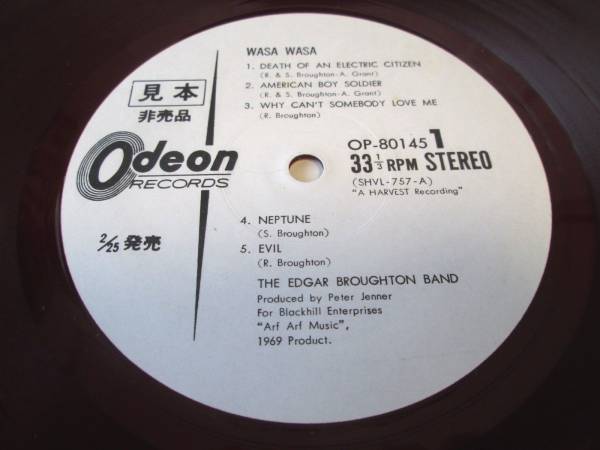 WASA WASA
1. DEATH OF AN ELECTRIC CITIZEN
(R. & S. Broughton-A. Grant)
2. AMERICAN BOY SOLDIER
(R. & S. Broughton-A. Grant)
3. WHY CAN'T SOMEBODY LOVE ME
(R. Broughton)
見本
非売品
Odeon
RECORDS
OP-80145 1
33 1/3 RPM STEREO
(SHVL-757-A)
"A HARVEST Recording"
2/25 発売
4. NEPTUNE
(S. Broughton)
5. EVIL
(R. Broughton)
THE EDGAR BROUGHTON BAND
Produced by Peter Jenner
For Blackhill Enterprises
"Arf Arf Music",
1969 Product.